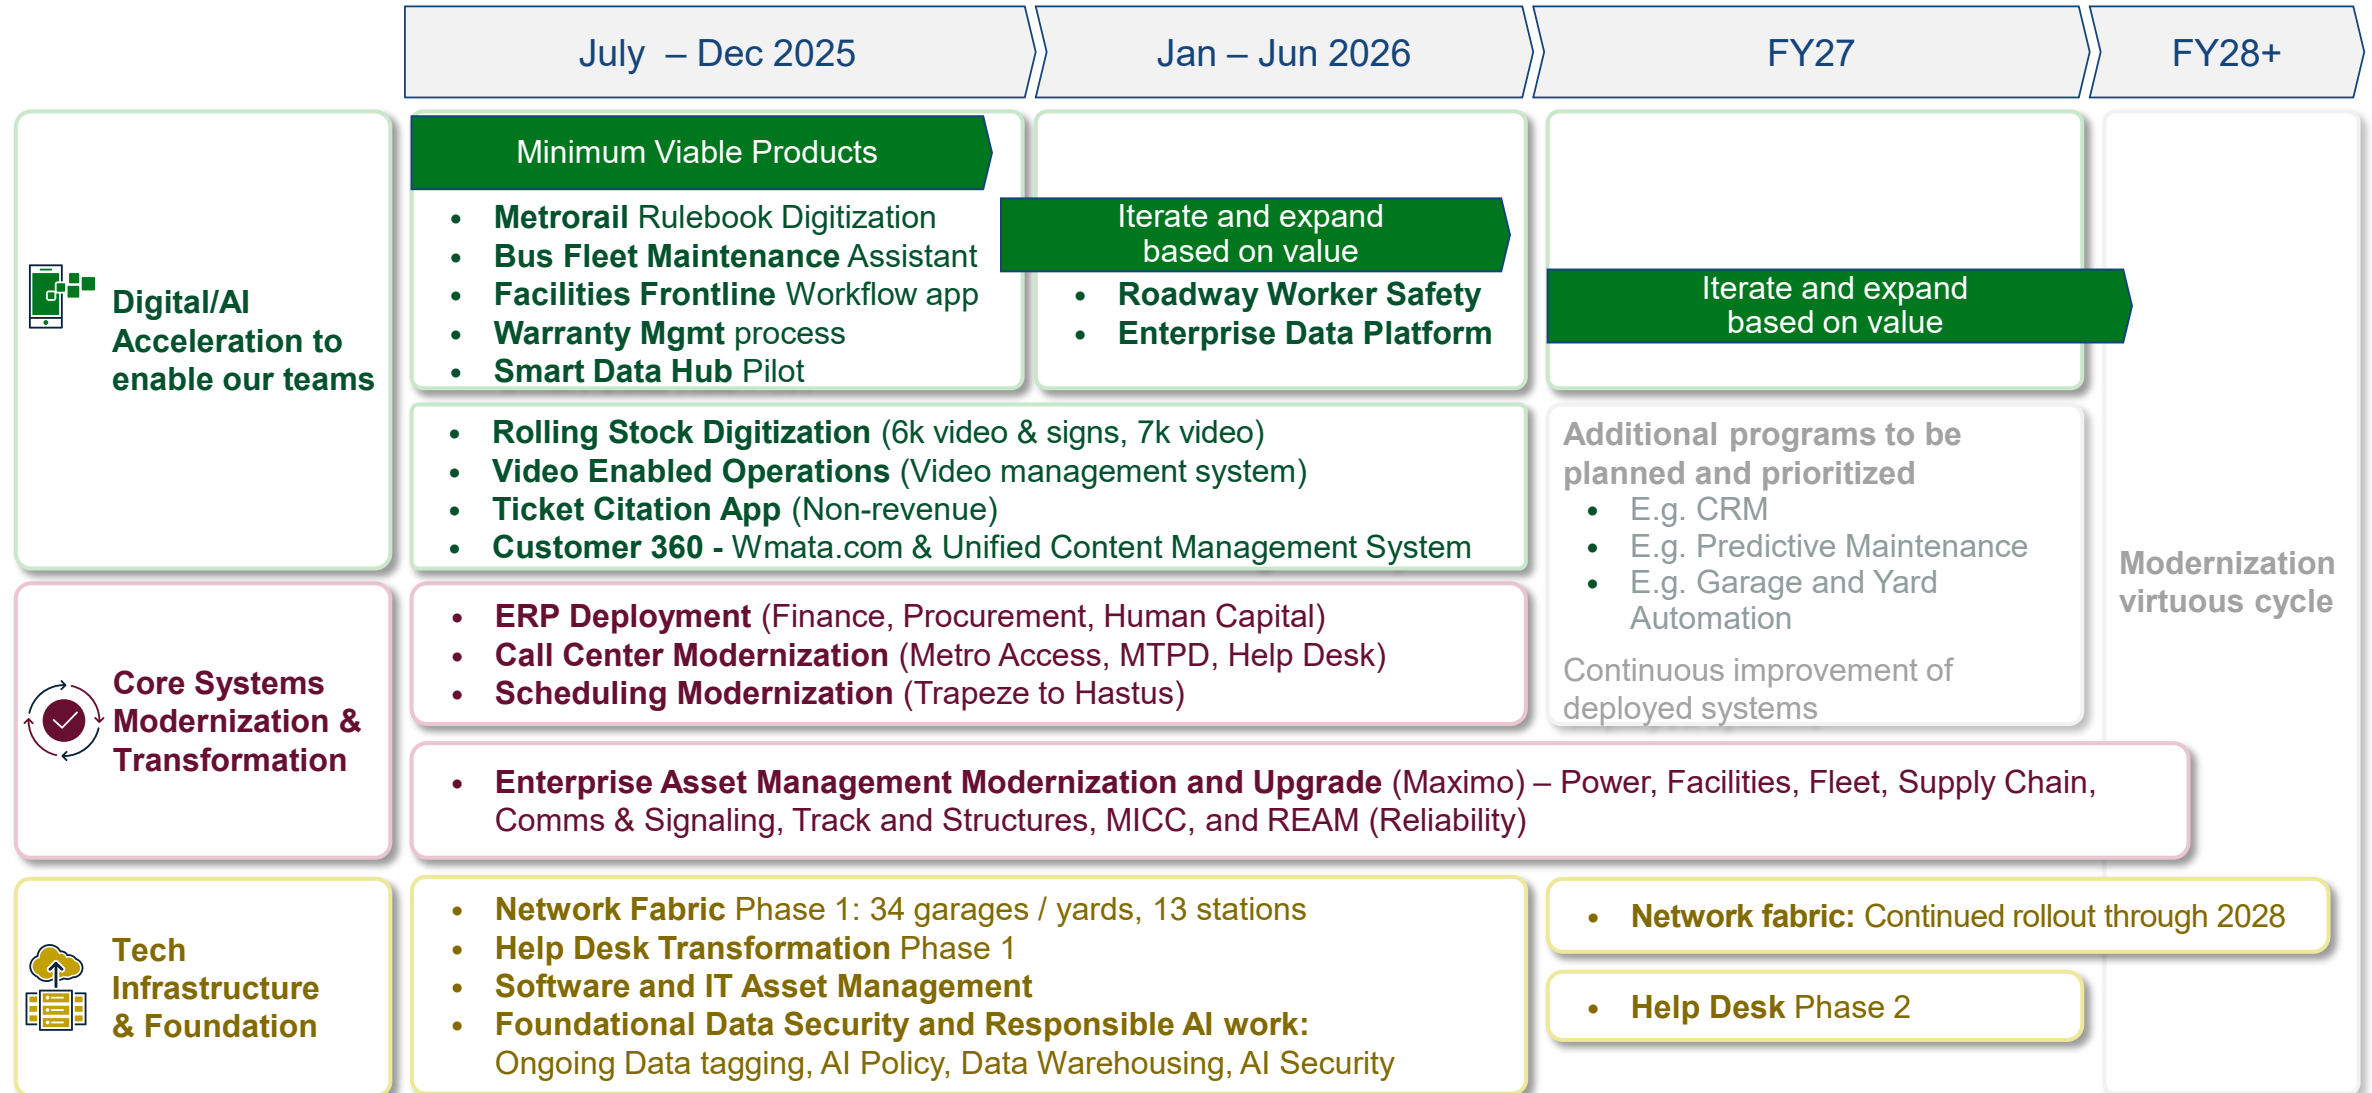 July – Dec 2025
Jan – Jun 2026
FY27
FY28+
Digital/AI
Acceleration to
enable our teams
Minimum Viable Products
• Metrorail Rulebook Digitization
• Bus Fleet Maintenance Assistant
• Facilities Frontline Workflow app
• Warranty Mgmt process
• Smart Data Hub Pilot
Iterate and expand
based on value
• Roadway Worker Safety
• Enterprise Data Platform
Iterate and expand
based on value
• Rolling Stock Digitization (6k video & signs, 7k video)
• Video Enabled Operations (Video management system)
• Ticket Citation App (Non-revenue)
• Customer 360 - Wmata.com & Unified Content Management System
Additional programs to be
planned and prioritized
• E.g. CRM
• E.g. Predictive Maintenance
• E.g. Garage and Yard
Automation
Continuous improvement of
deployed systems
Modernization
virtuous cycle
Core Systems
Modernization &
Transformation
• ERP Deployment (Finance, Procurement, Human Capital)
• Call Center Modernization (Metro Access, MTPD, Help Desk)
• Scheduling Modernization (Trapeze to Hastus)
• Enterprise Asset Management Modernization and Upgrade (Maximo) – Power, Facilities, Fleet, Supply Chain,
Comms & Signaling, Track and Structures, MICC, and REAM (Reliability)
Tech
Infrastructure
& Foundation
• Network Fabric Phase 1: 34 garages / yards, 13 stations
• Help Desk Transformation Phase 1
• Software and IT Asset Management
• Foundational Data Security and Responsible AI work:
Ongoing Data tagging, AI Policy, Data Warehousing, AI Security
• Network fabric: Continued rollout through 2028
• Help Desk Phase 2